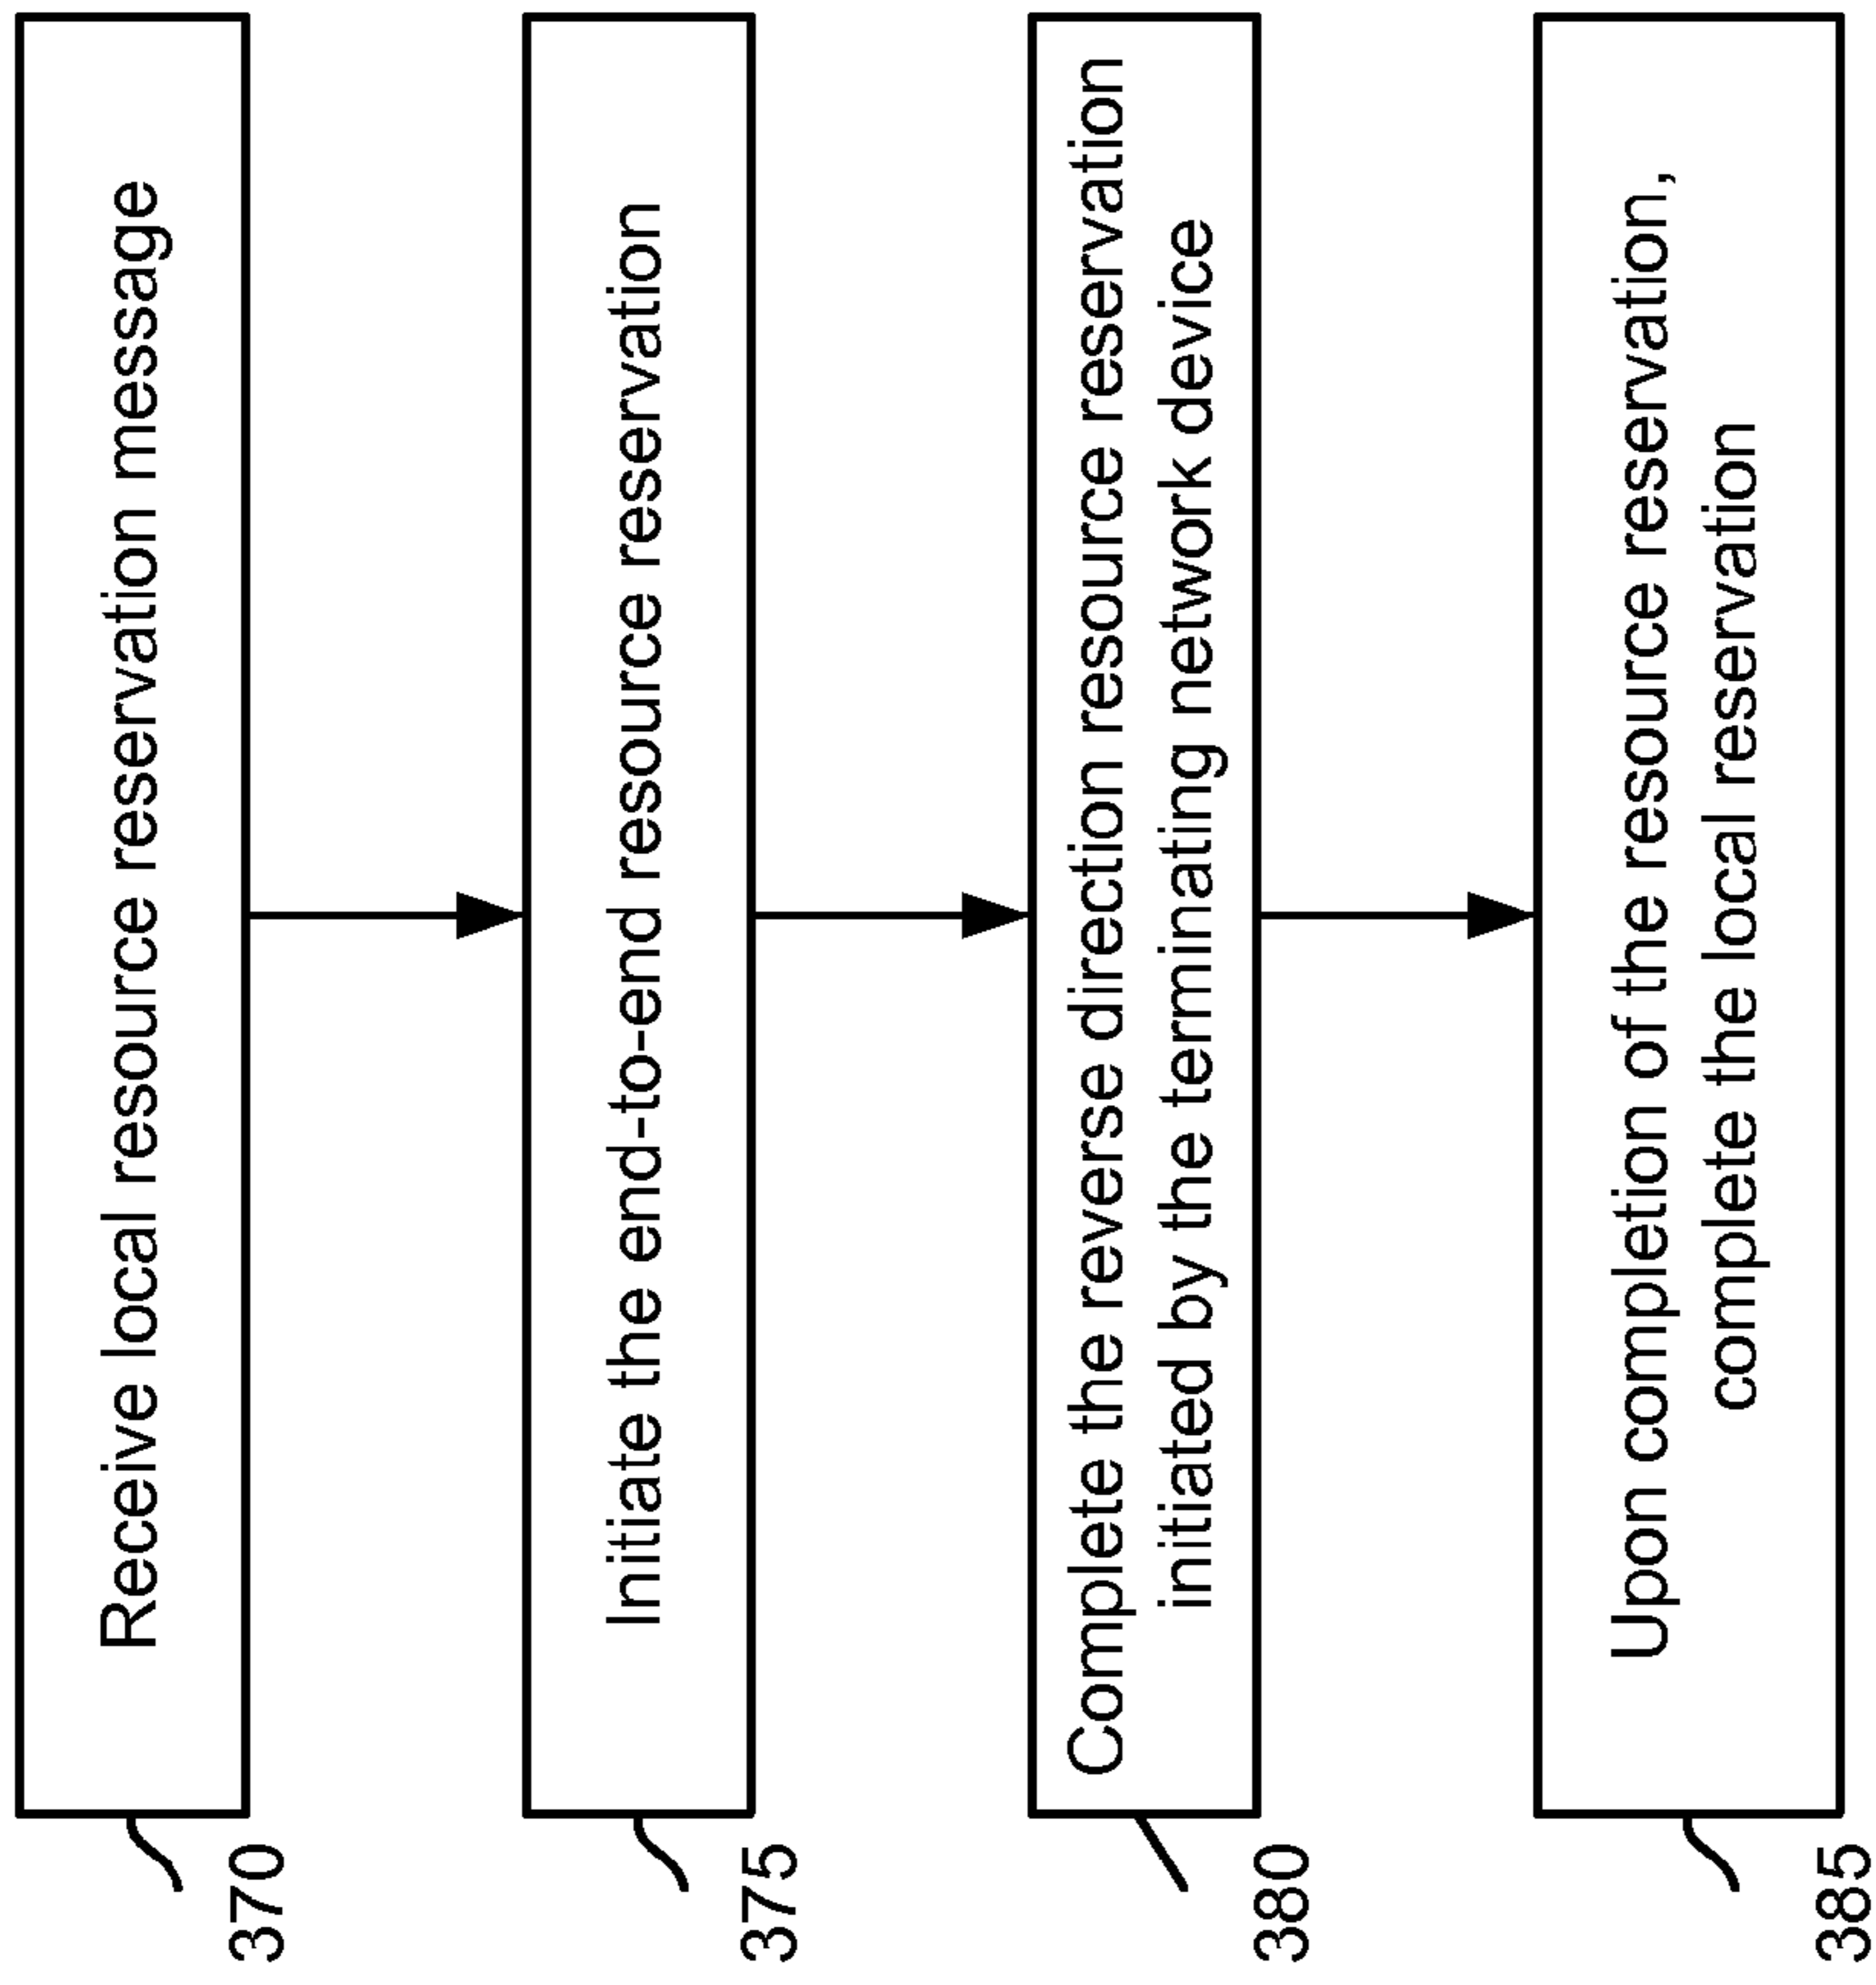 370
Receive local resource reservation message
375
Initiate the end-to-end resource reservation
380
Complete the reverse direction resource reservation
initiated by the terminating network device
385
Upon completion of the resource reservation,
complete the local reservation